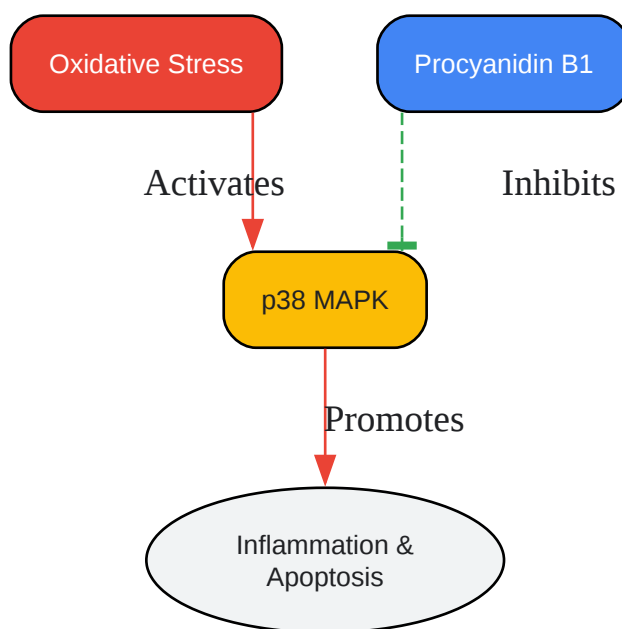 Oxidative Stress
Procyanidin B1
Activates
Inhibits
p38 MAPK
Promotes
Inflammation &
Apoptosis